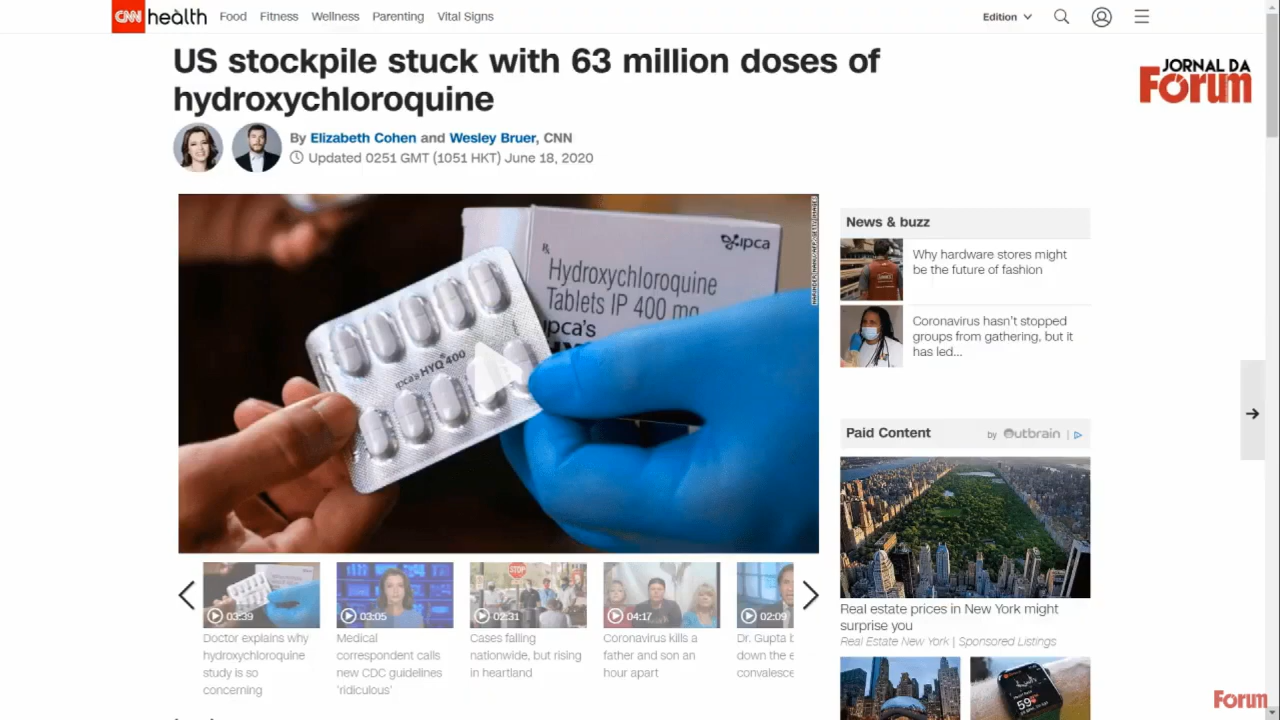 CNN health Food Fitness Wellness Parenting Vital Signs Edition
US stockpile stuck with 63 million doses of
hydroxychloroquine
JORNAL DA
Forum
By Elizabeth Cohen and Wesley Bruer, CNN
Updated 0251 GMT (1051 HKT) June 18, 2020
ipca
Hydroxychloroquine
Tablets IP 400 mg
ipca's
ipca's HYQ 400
News & buzz
Why hardware stores might
be the future of fashion
Coronavirus hasn't stopped
groups from gathering, but it
has led...
Paid Content by Outbrain
Real estate prices in New York might
surprise you
Real Estate New York | Sponsored Listings
03:39
Doctor explains why
hydroxychloroquine
study is so
concerning
03:05
Medical
correspondent calls
new CDC guidelines
'ridiculous'
STOP
02:31
Cases falling
nationwide, but rising
in heartland
04:17
Coronavirus kills a
father and son an
hour apart
02:09
Dr. Gupta b
down the e
convalesce
59
Forum